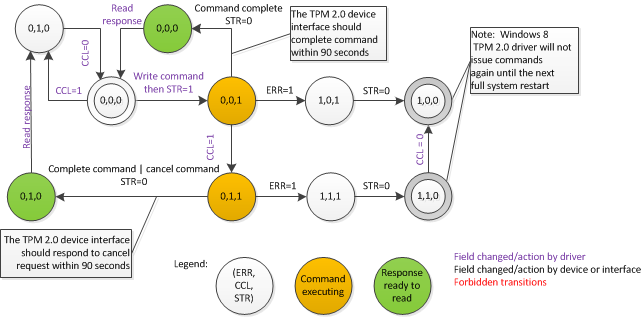 Read
response
Command complete
STR=0
The TPM 2.0 device
interface should
complete command
within 90 seconds
Note:  Windows 8
TPM 2.0 driver will not
issue commands
again until the next
full system restart
0,1,0
0,0,0
CCL=0
CCL=1
0,0,0
Write command
then STR=1
0,0,1
ERR=1
1,0,1
STR=0
1,0,0
Read response
CCL=1
CCL = 0
Complete command | cancel command
STR=0
0,1,0
0,1,1
ERR=1
1,1,1
STR=0
1,1,0
The TPM 2.0 device interface
should respond to cancel
request within 90 seconds
Legend:
(ERR,
CCL,
STR)
Command
executing
Response
ready to
read
Field changed/action by driver
Field changed/action by device or interface
Forbidden transitions